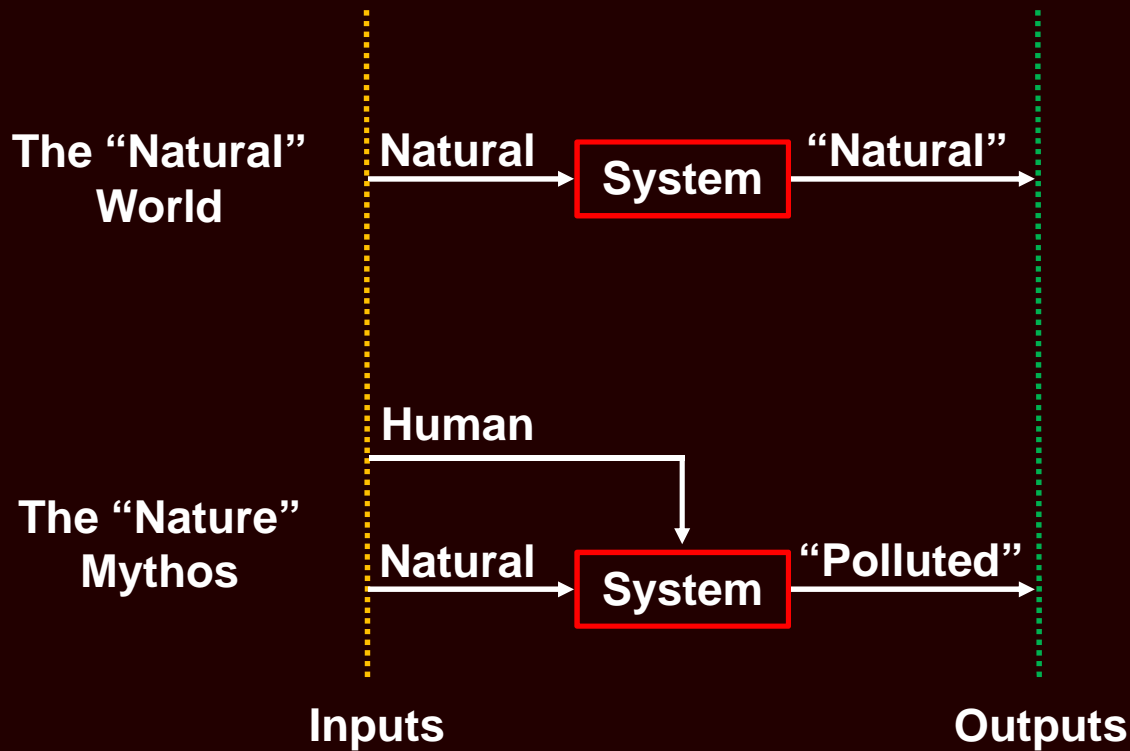 The “Natural”
World
Natural
System
“Natural”
Human
The “Nature”
Mythos
Natural
System
“Polluted”
Inputs
Outputs